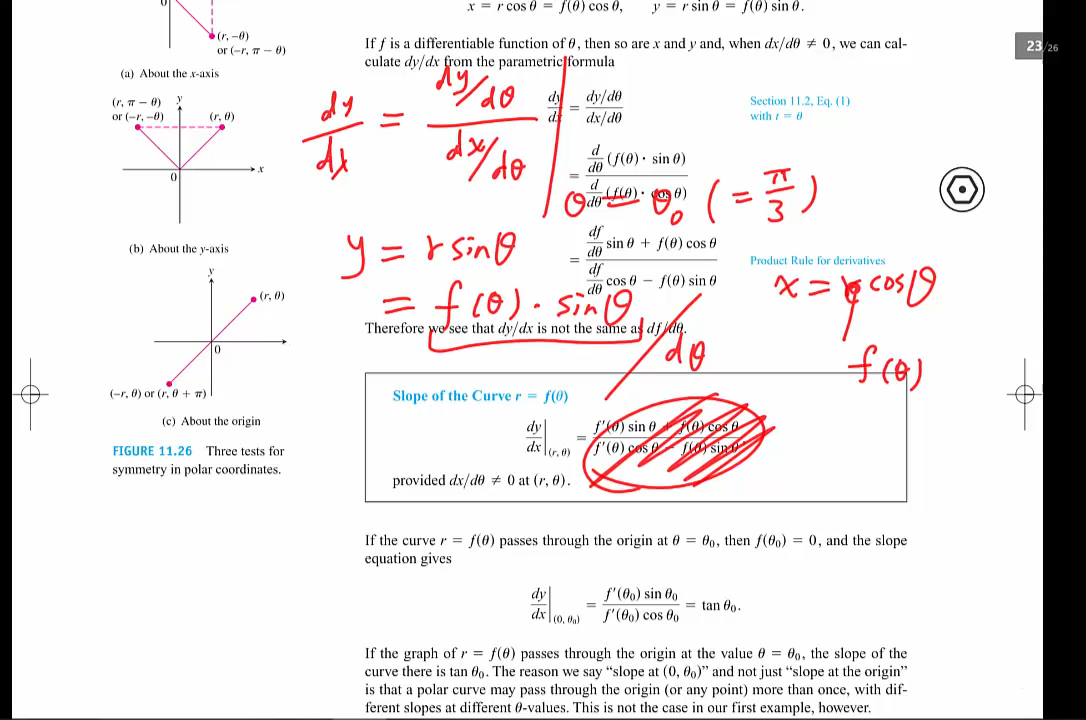 x = r cos θ = f(θ) cos θ, y = r sin θ = f(θ) sin θ.
0
(r, −θ)
or (−r, π − θ)
(a) About the x-axis
(r, π − θ)
or (−r, −θ)
y
(r, θ)
x
0
(b) About the y-axis
y
(r, θ)
0
(−r, θ) or (r, θ + π)
(c) About the origin
FIGURE 11.26 Three tests for
symmetry in polar coordinates.
If f is a differentiable function of θ, then so are x and y and, when dx/dθ ≠ 0, we can cal-
culate dy/dx from the parametric formula
dy/dx = dy/dθ / dx/dθ
Section 11.2, Eq. (1)
with t = θ
= d/dθ (f(θ) · sin θ) / d/dθ (f(θ) · cos θ)
= df/dθ sin θ + f(θ) cos θ / df/dθ cos θ − f(θ) sin θ
Product Rule for derivatives
dy/dx = dy/dθ / dx/dθ | θ = θ₀ (= π/3)
y = r sin θ
= f(θ) · sin θ
/ dθ
x = r cos θ
f(θ)
Therefore we see that dy/dx is not the same as df/dθ.
Slope of the Curve r = f(θ)
dy/dx |(r, θ) = f′(θ) sin θ + f(θ) cos θ / f′(θ) cos θ − f(θ) sin θ
provided dx/dθ ≠ 0 at (r, θ).
If the curve r = f(θ) passes through the origin at θ = θ₀, then f(θ₀) = 0, and the slope
equation gives
dy/dx |(0, θ₀) = f′(θ₀) sin θ₀ / f′(θ₀) cos θ₀ = tan θ₀.
If the graph of r = f(θ) passes through the origin at the value θ = θ₀, the slope of the
curve there is tan θ₀. The reason we say “slope at (0, θ₀)” and not just “slope at the origin”
is that a polar curve may pass through the origin (or any point) more than once, with dif-
ferent slopes at different θ-values. This is not the case in our first example, however.
23/26